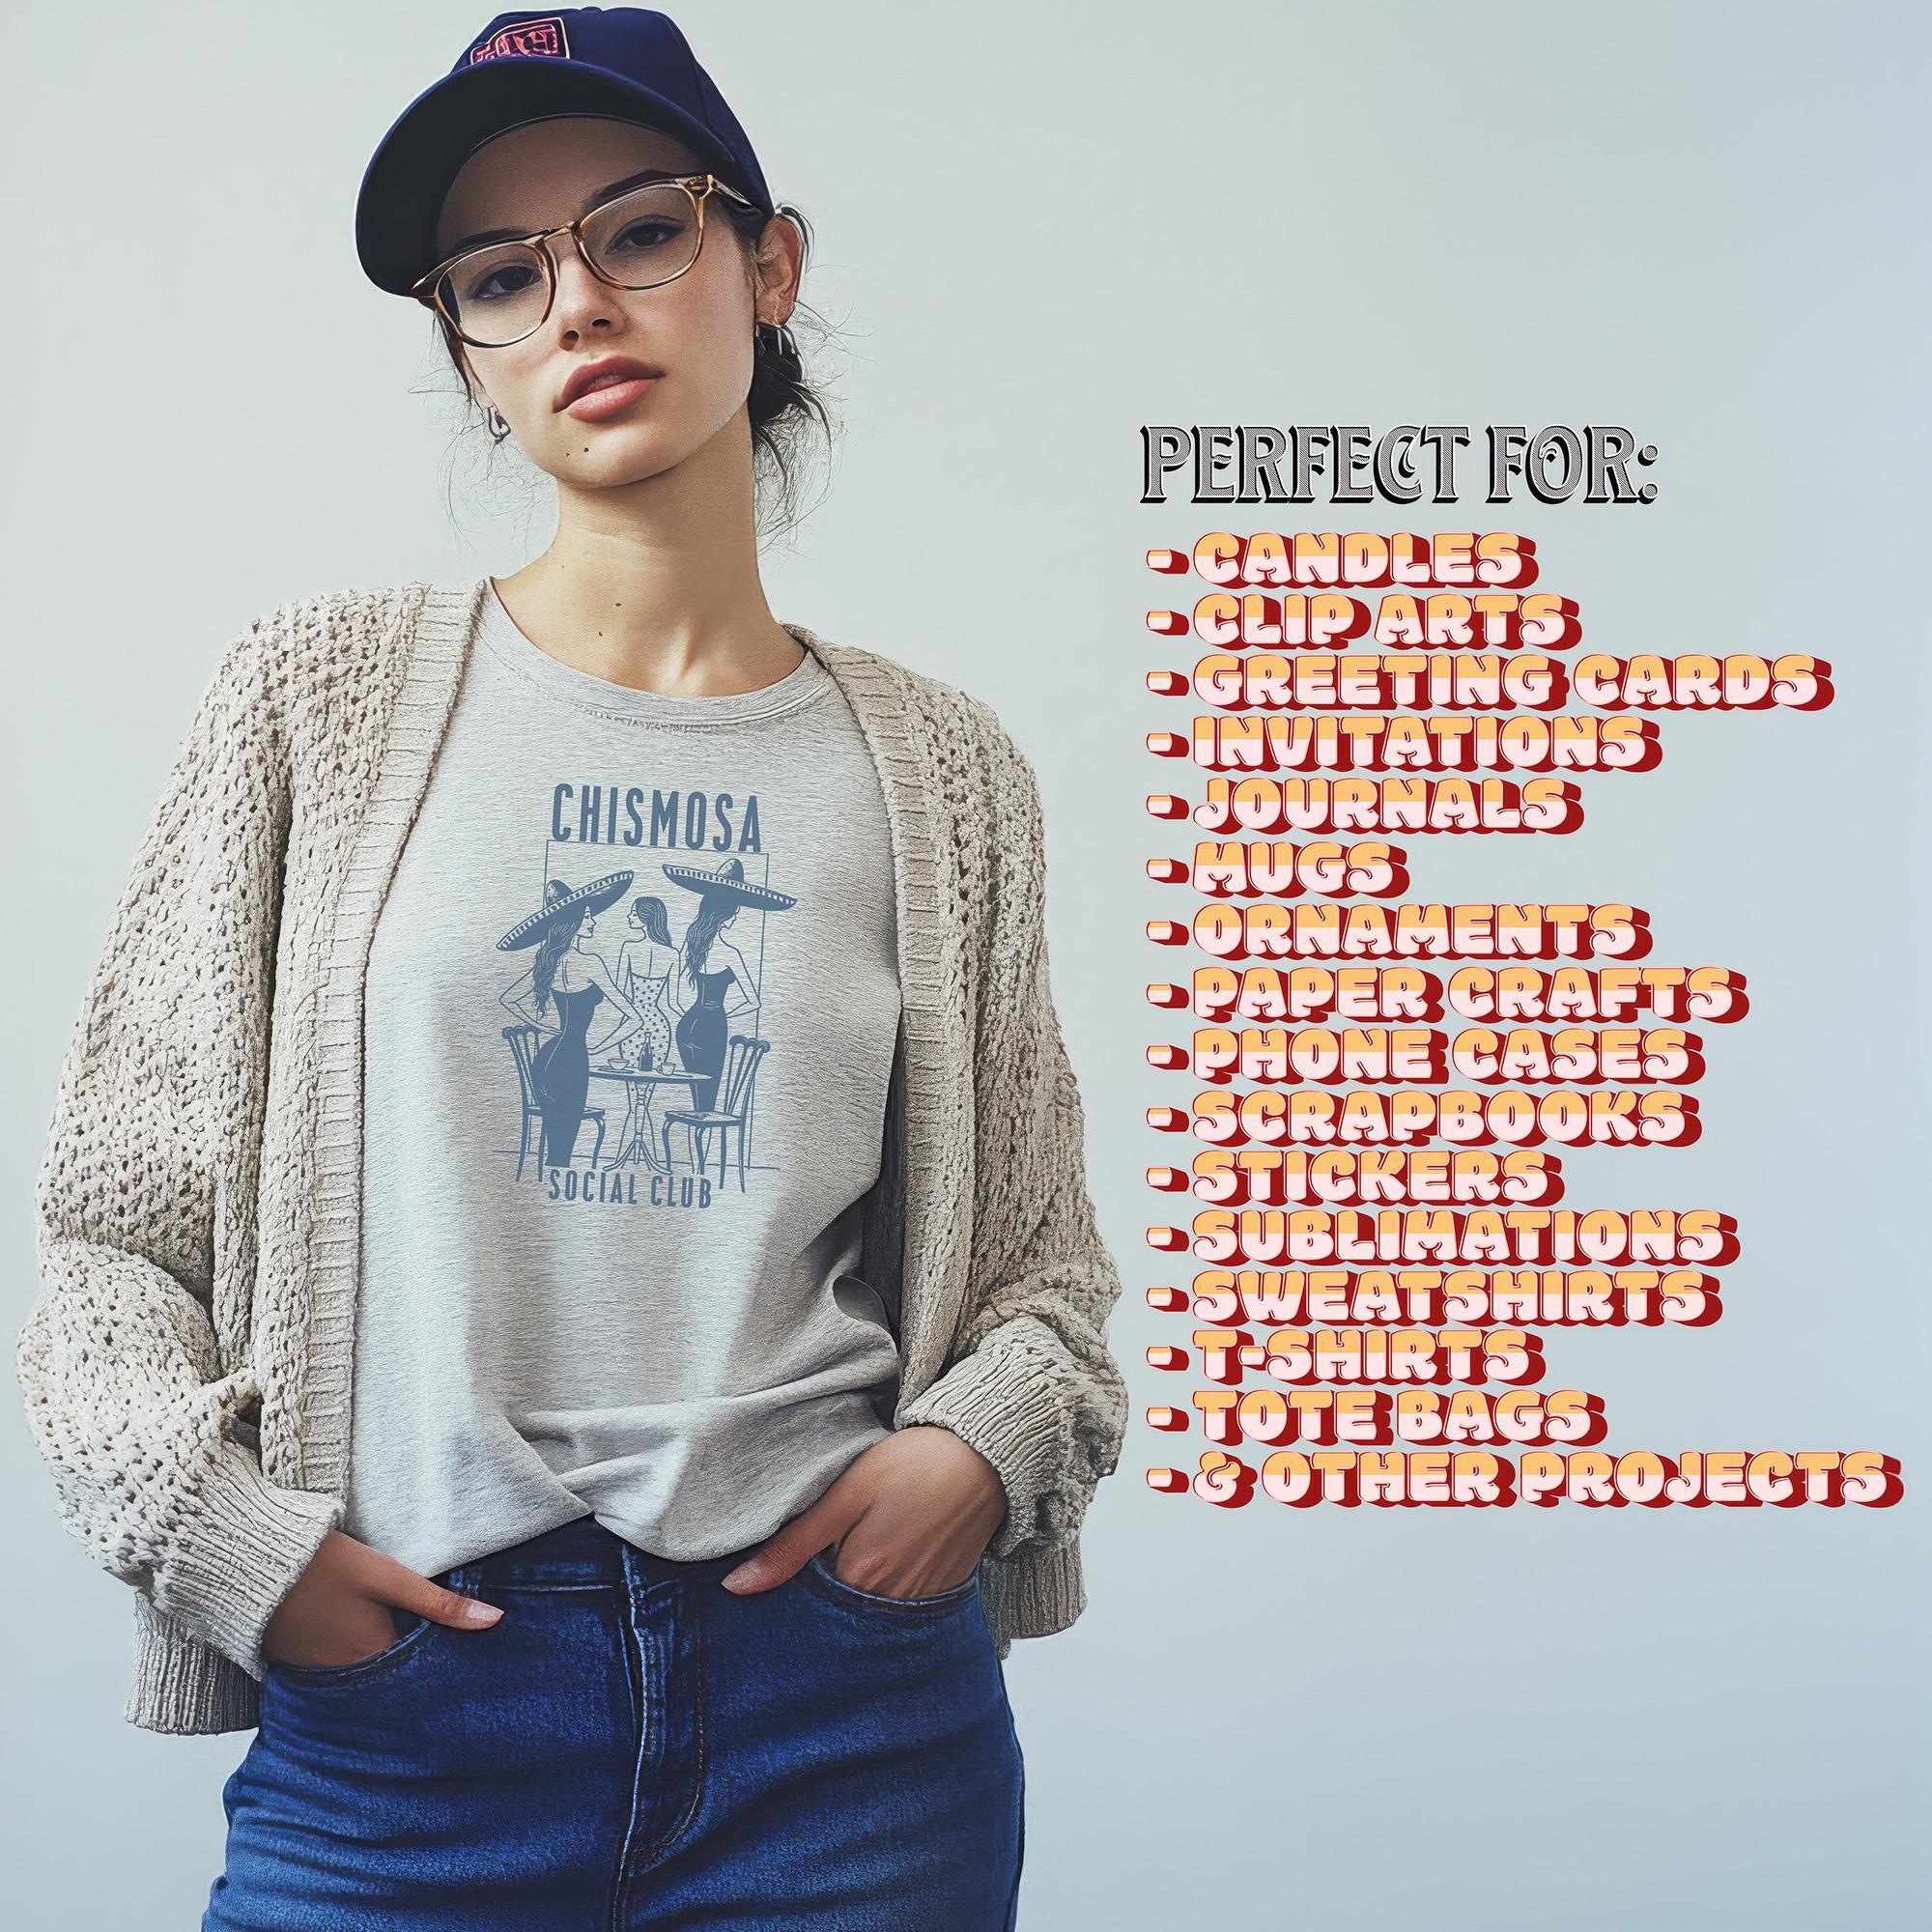 CHISMOSA
SOCIAL CLUB
PERFECT FOR:
- CANDLES
- CLIP ARTS
- GREETING CARDS
- INVITATIONS
- JOURNALS
- MUGS
- ORNAMENTS
- PAPER CRAFTS
- PHONE CASES
- SCRAPBOOKS
- STICKERS
- SUBLIMATIONS
- SWEATSHIRTS
- T-SHIRTS
- TOTE BAGS
- & OTHER PROJECTS